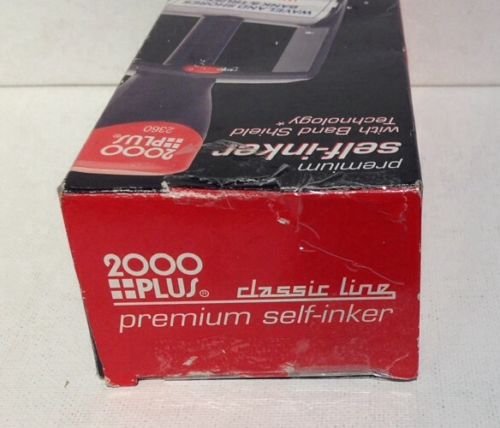 2000
PLUS®
classic line
premium self-inker
premium
self-inker
with Band Shield
Technology*
2000
PLUS®
2360